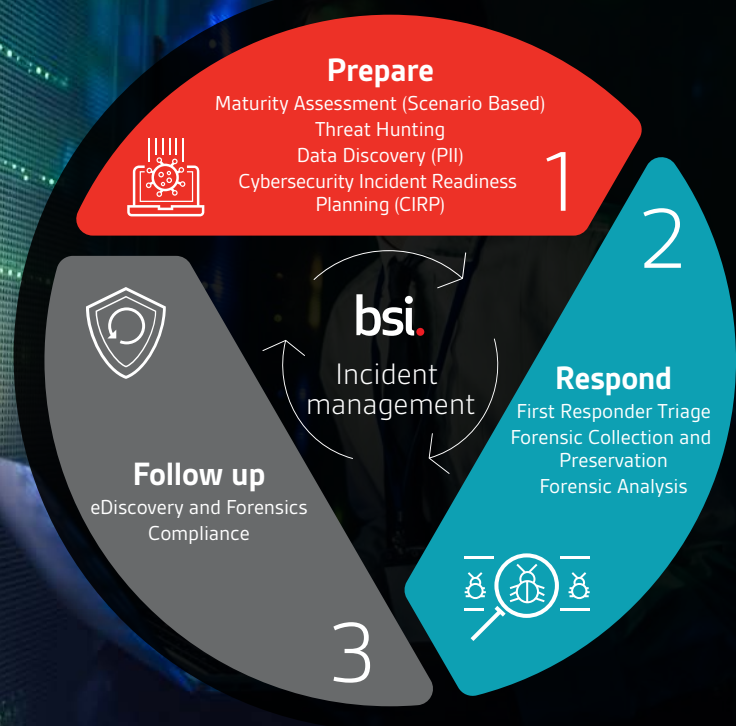 Prepare
Maturity Assessment (Scenario Based)
Threat Hunting
Data Discovery (PII)
Cybersecurity Incident Readiness
Planning (CIRP)
1
2
Respond
First Responder Triage
Forensic Collection and
Preservation
Forensic Analysis
bsi.
Incident
management
Follow up
eDiscovery and Forensics
Compliance
3